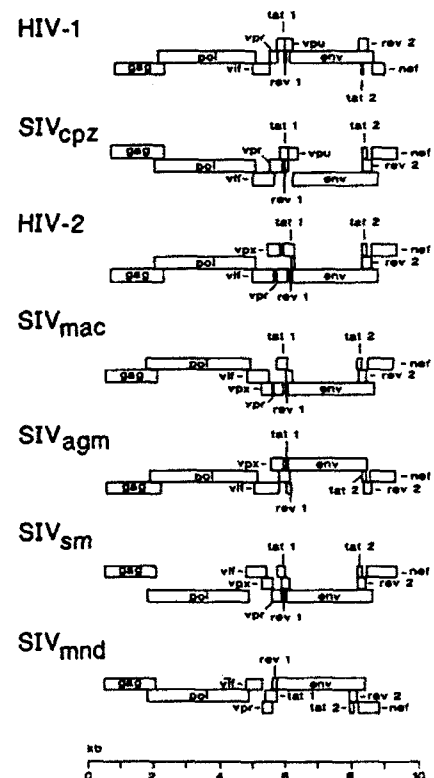 tat 1
HIV-1
vpr
vpu
rev 2
pol
env
gag
vif
nef
rev 1
tat 2
SIVcpz
tat 1
tat 2
gag
vpr
vpu
nef
pol
rev 2
vif
env
rev 1
HIV-2
tat 1
tat 2
vpx
nef
pol
rev 2
gag
vif
env
vpr
rev 1
SIVmac
tat 1
tat 2
pol
nef
gag
vif
rev 2
vpx
env
vpr
rev 1
SIVagm
tat 1
vpx
env
pol
nef
gag
vif
tat 2
rev 2
rev 1
SIVsm
tat 1
tat 2
gag
vif
nef
vpx
rev 2
pol
env
vpr
rev 1
SIVmnd
rev 1
gag
vif
env
pol
tat 1
rev 2
vpr
tat 2
nef
kb
0 2 4 6 8 10